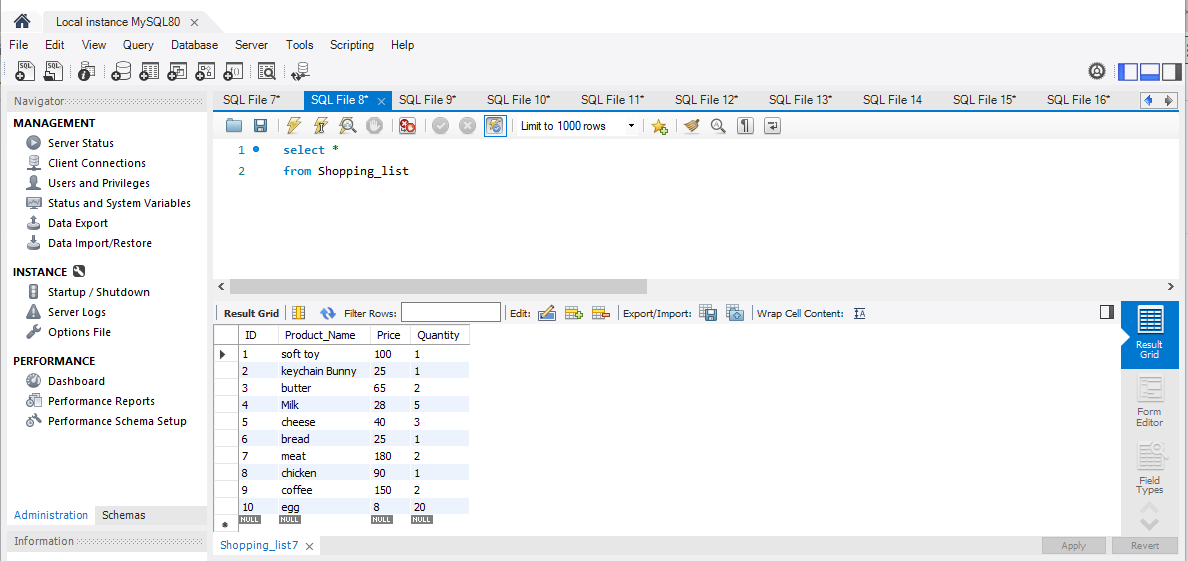 Local instance MySQL80
File Edit View Query Database Server Tools Scripting Help
Navigator
MANAGEMENT
Server Status
Client Connections
Users and Privileges
Status and System Variables
Data Export
Data Import/Restore
INSTANCE
Startup / Shutdown
Server Logs
Options File
PERFORMANCE
Dashboard
Performance Reports
Performance Schema Setup
Administration Schemas
Information
SQL File 7* SQL File 8* SQL File 9* SQL File 10* SQL File 11* SQL File 12* SQL File 13* SQL File 14 SQL File 15* SQL File 16*
Limit to 1000 rows
1 select *
2 from Shopping_list
Result Grid Filter Rows: Edit: Export/Import: Wrap Cell Content:
ID Product_Name Price Quantity
1 soft toy 100 1
2 keychain Bunny 25 1
3 butter 65 2
4 Milk 28 5
5 cheese 40 3
6 bread 25 1
7 meat 180 2
8 chicken 90 1
9 coffee 150 2
10 egg 8 20
NULL NULL NULL NULL
Result
Grid
Form
Editor
Field
Types
Shopping_list7 Apply Revert